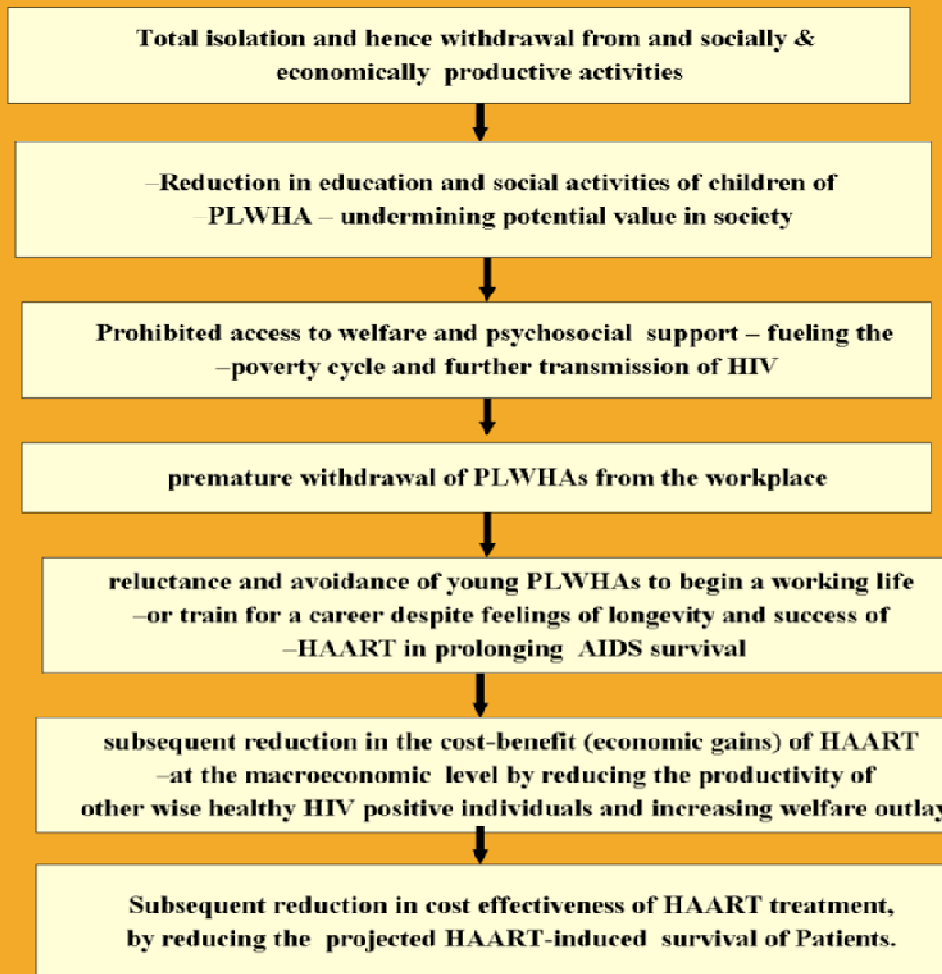 Total isolation and hence withdrawal from and socially &
economically productive activities
–Reduction in education and social activities of children of
–PLWHA – undermining potential value in society
Prohibited access to welfare and psychosocial support – fueling the
–poverty cycle and further transmission of HIV
premature withdrawal of PLWHAs from the workplace
reluctance and avoidance of young PLWHAs to begin a working life
–or train for a career despite feelings of longevity and success of
–HAART in prolonging AIDS survival
subsequent reduction in the cost-benefit (economic gains) of HAART
–at the macroeconomic level by reducing the productivity of
other wise healthy HIV positive individuals and increasing welfare outlay
Subsequent reduction in cost effectiveness of HAART treatment,
by reducing the projected HAART-induced survival of Patients.